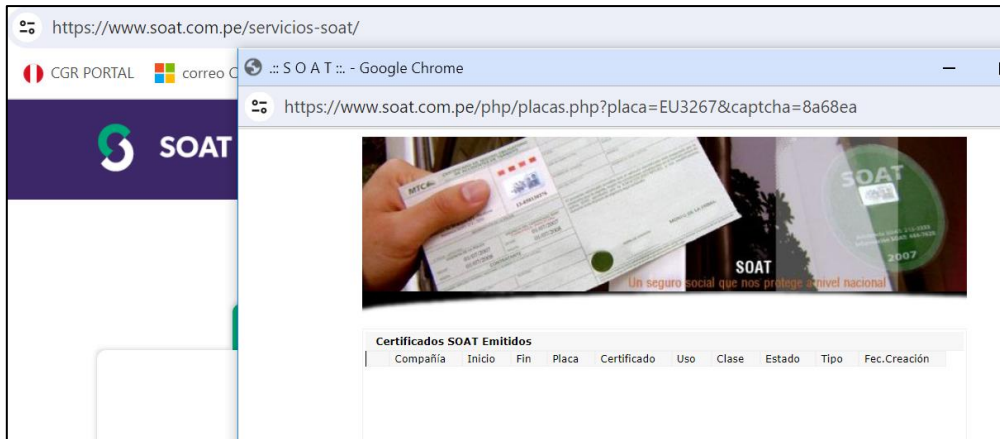 https://www.soat.com.pe/servicios-soat/
CGR PORTAL
correo C
.:: S O A T ::. - Google Chrome
https://www.soat.com.pe/php/placas.php?placa=EU3267&captcha=8a68ea
SOAT
MTC
SOAT
2007
SOAT
Un seguro social que nos protege a nivel nacional
Certificados SOAT Emitidos
Compañía Inicio Fin Placa Certificado Uso Clase Estado Tipo Fec.Creación